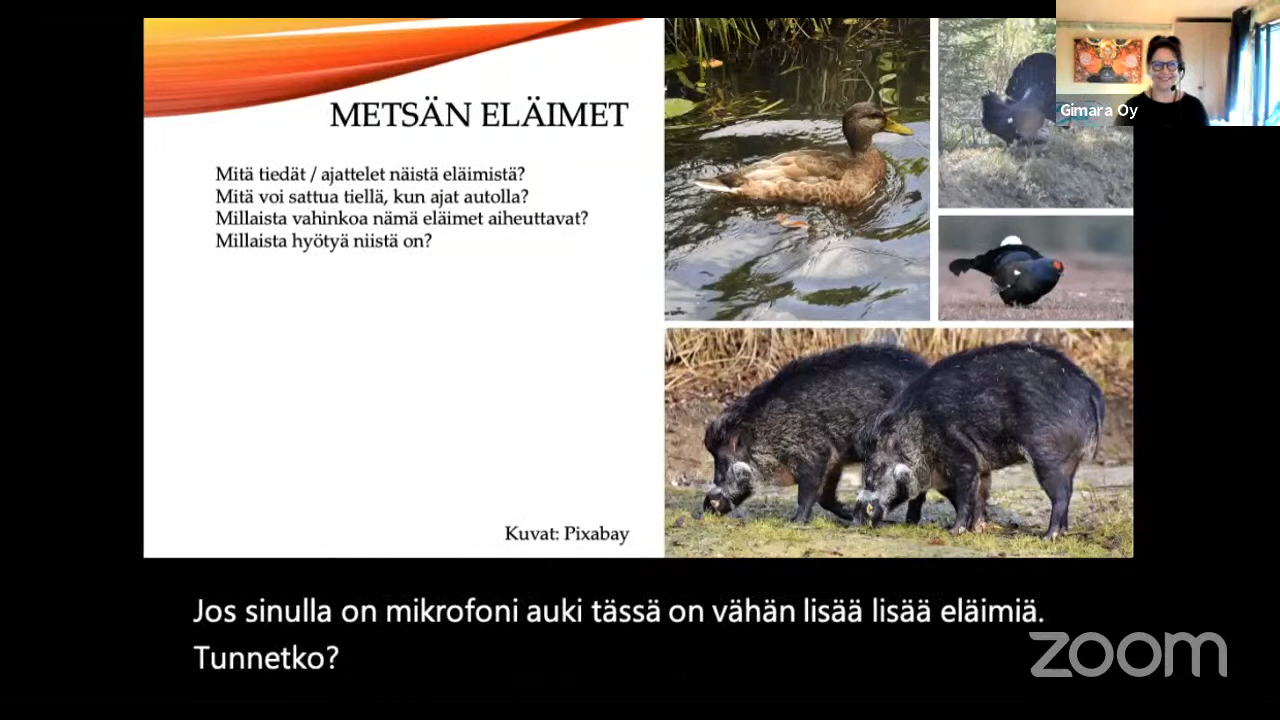 METSÄN ELÄIMET
Mitä tiedät / ajattelet näistä eläimistä?
Mitä voi sattua tiellä, kun ajat autolla?
Millaista vahinkoa nämä eläimet aiheuttavat?
Millaista hyötyä niistä on?
Kuvat: Pixabay
Gimara Oy
Jos sinulla on mikrofoni auki tässä on vähän lisää lisää eläimiä.
Tunnetko?
zoom